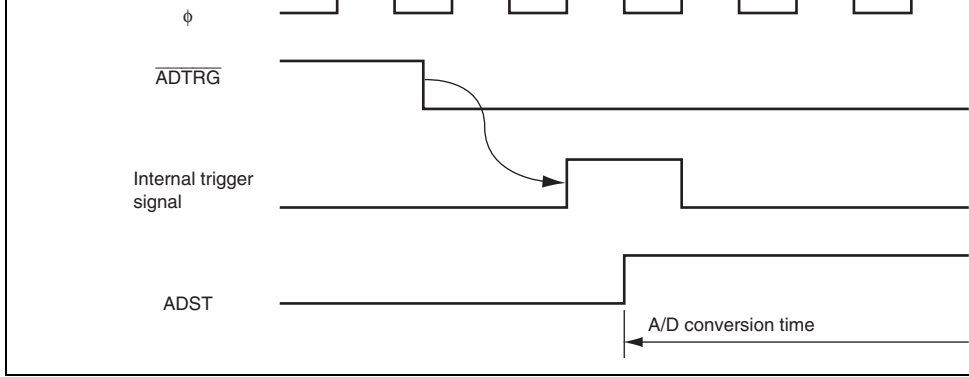 ϕ
ADTRG
Internal trigger
signal
ADST
A/D conversion time